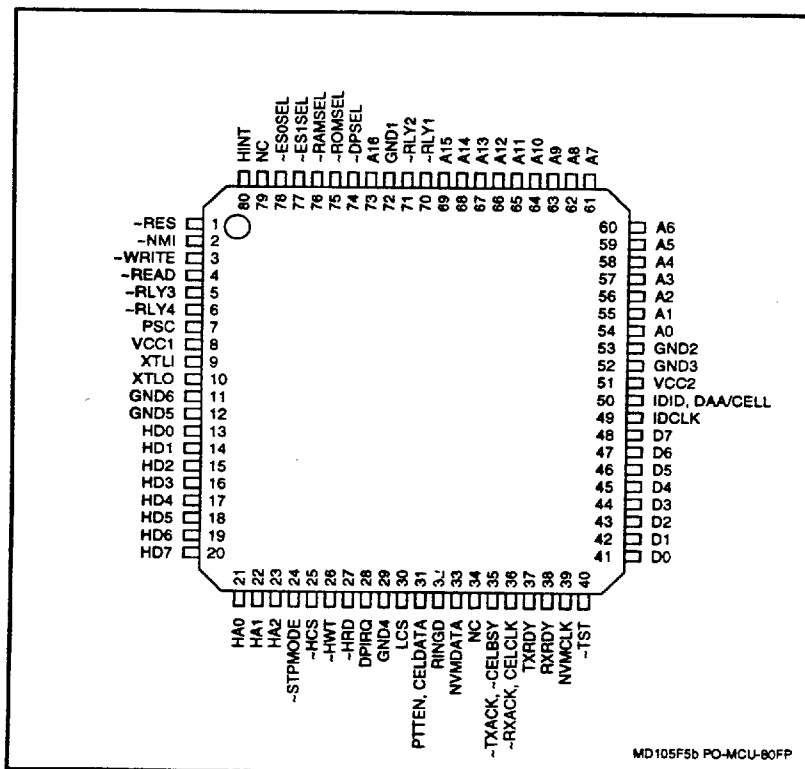 HINT
NC
~ES0SEL
~ES1SEL
~RAMSEL
~ROMSEL
~DPSEL
A16
GND1
~RLY2
~RLY1
A15
A14
A13
A12
A11
A10
A9
A8
A7
80 79 78 77 76 75 74 73 72 71 70 69 68 67 66 65 64 63 62 61
~RES 1
~NMI 2
~WRITE 3
~READ 4
~RLY3 5
~RLY4 6
PSC 7
VCC1 8
XTLI 9
XTLO 10
GND6 11
GND5 12
HD0 13
HD1 14
HD2 15
HD3 16
HD4 17
HD5 18
HD6 19
HD7 20
60 A6
59 A5
58 A4
57 A3
56 A2
55 A1
54 A0
53 GND2
52 GND3
51 VCC2
50 IDID, DAA/CELL
49 IDCLK
48 D7
47 D6
46 D5
45 D4
44 D3
43 D2
42 D1
41 D0
21 22 23 24 25 26 27 28 29 30 31 32 33 34 35 36 37 38 39 40
HA0
HA1
HA2
~STPMODE
~HCS
~HWT
~HRD
DPIRQ
GND4
LCS
PTTEN, CELDATA
RINGD
NVMDATA
NC
~TXACK, ~CELBSY
~RXACK, CELCLK
TXRDY
RXRDY
NVMCLK
~TST
MD105F5b PO-MCU-80FP